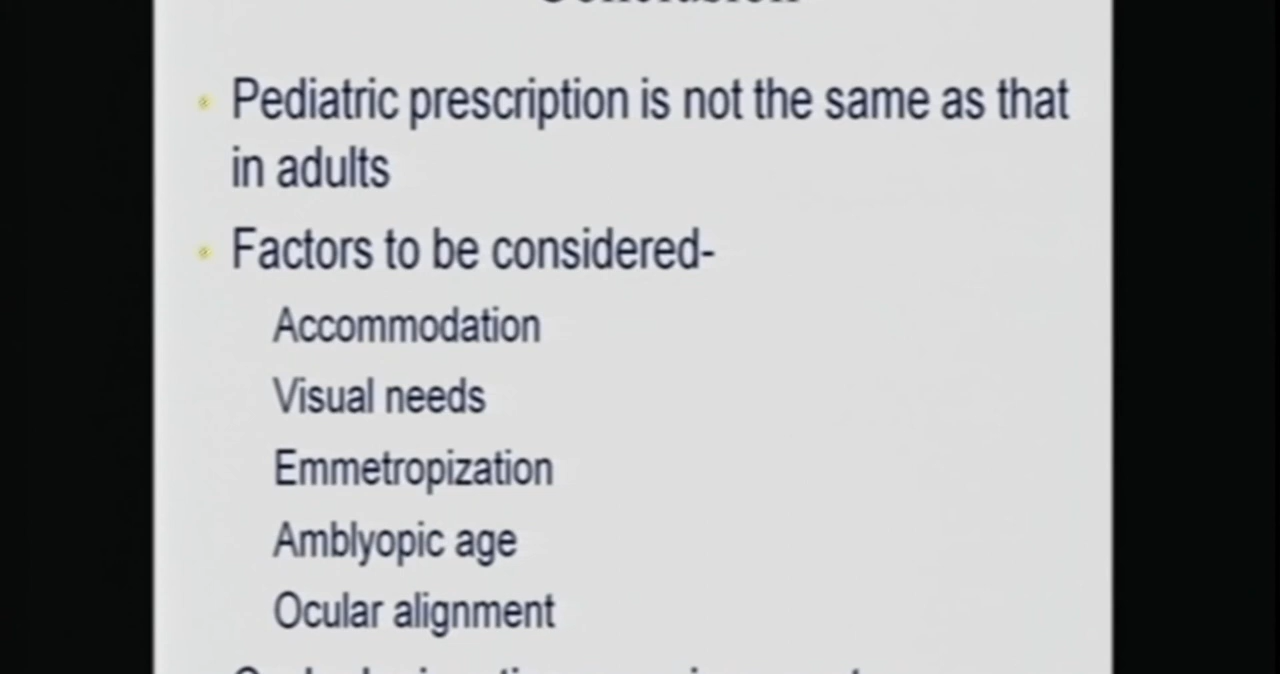 Conclusion
Pediatric prescription is not the same as that
in adults
Factors to be considered-
Accommodation
Visual needs
Emmetropization
Amblyopic age
Ocular alignment